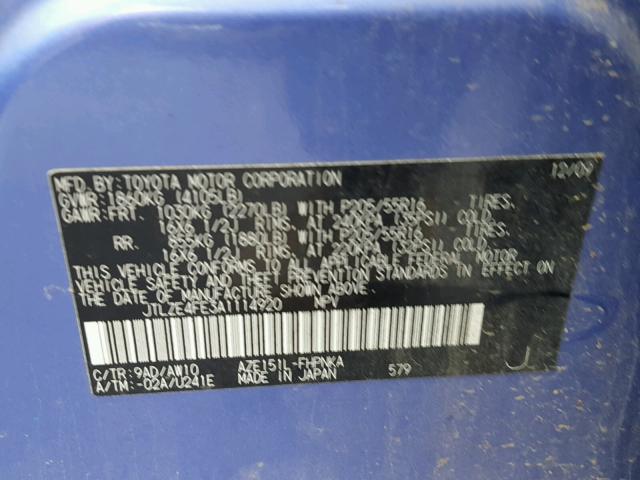 MFD. BY: TOYOTA MOTOR CORPORATION 12/09
GVWR: 1860KG (4105LB)
GAWR: FRT. 1030KG (2270LB) WITH P205/55R16 TIRES,
16X6 1/2J RIMS, AT 240KPA (35PSI) COLD.
RR. 855KG (1880LB) WITH P205/55R16 TIRES,
16X6 1/2J RIMS, AT 220KPA (32PSI) COLD.
THIS VEHICLE CONFORMS TO ALL APPLICABLE FEDERAL MOTOR
VEHICLE SAFETY AND THEFT PREVENTION STANDARDS IN EFFECT ON
THE DATE OF MANUFACTURE SHOWN ABOVE.
JTLZE4FE3A1114920 MPV
C/TR: 9AD/AW10 AZE151L-FHPNKA
A/TM: -02A/U241E MADE IN JAPAN 579
J